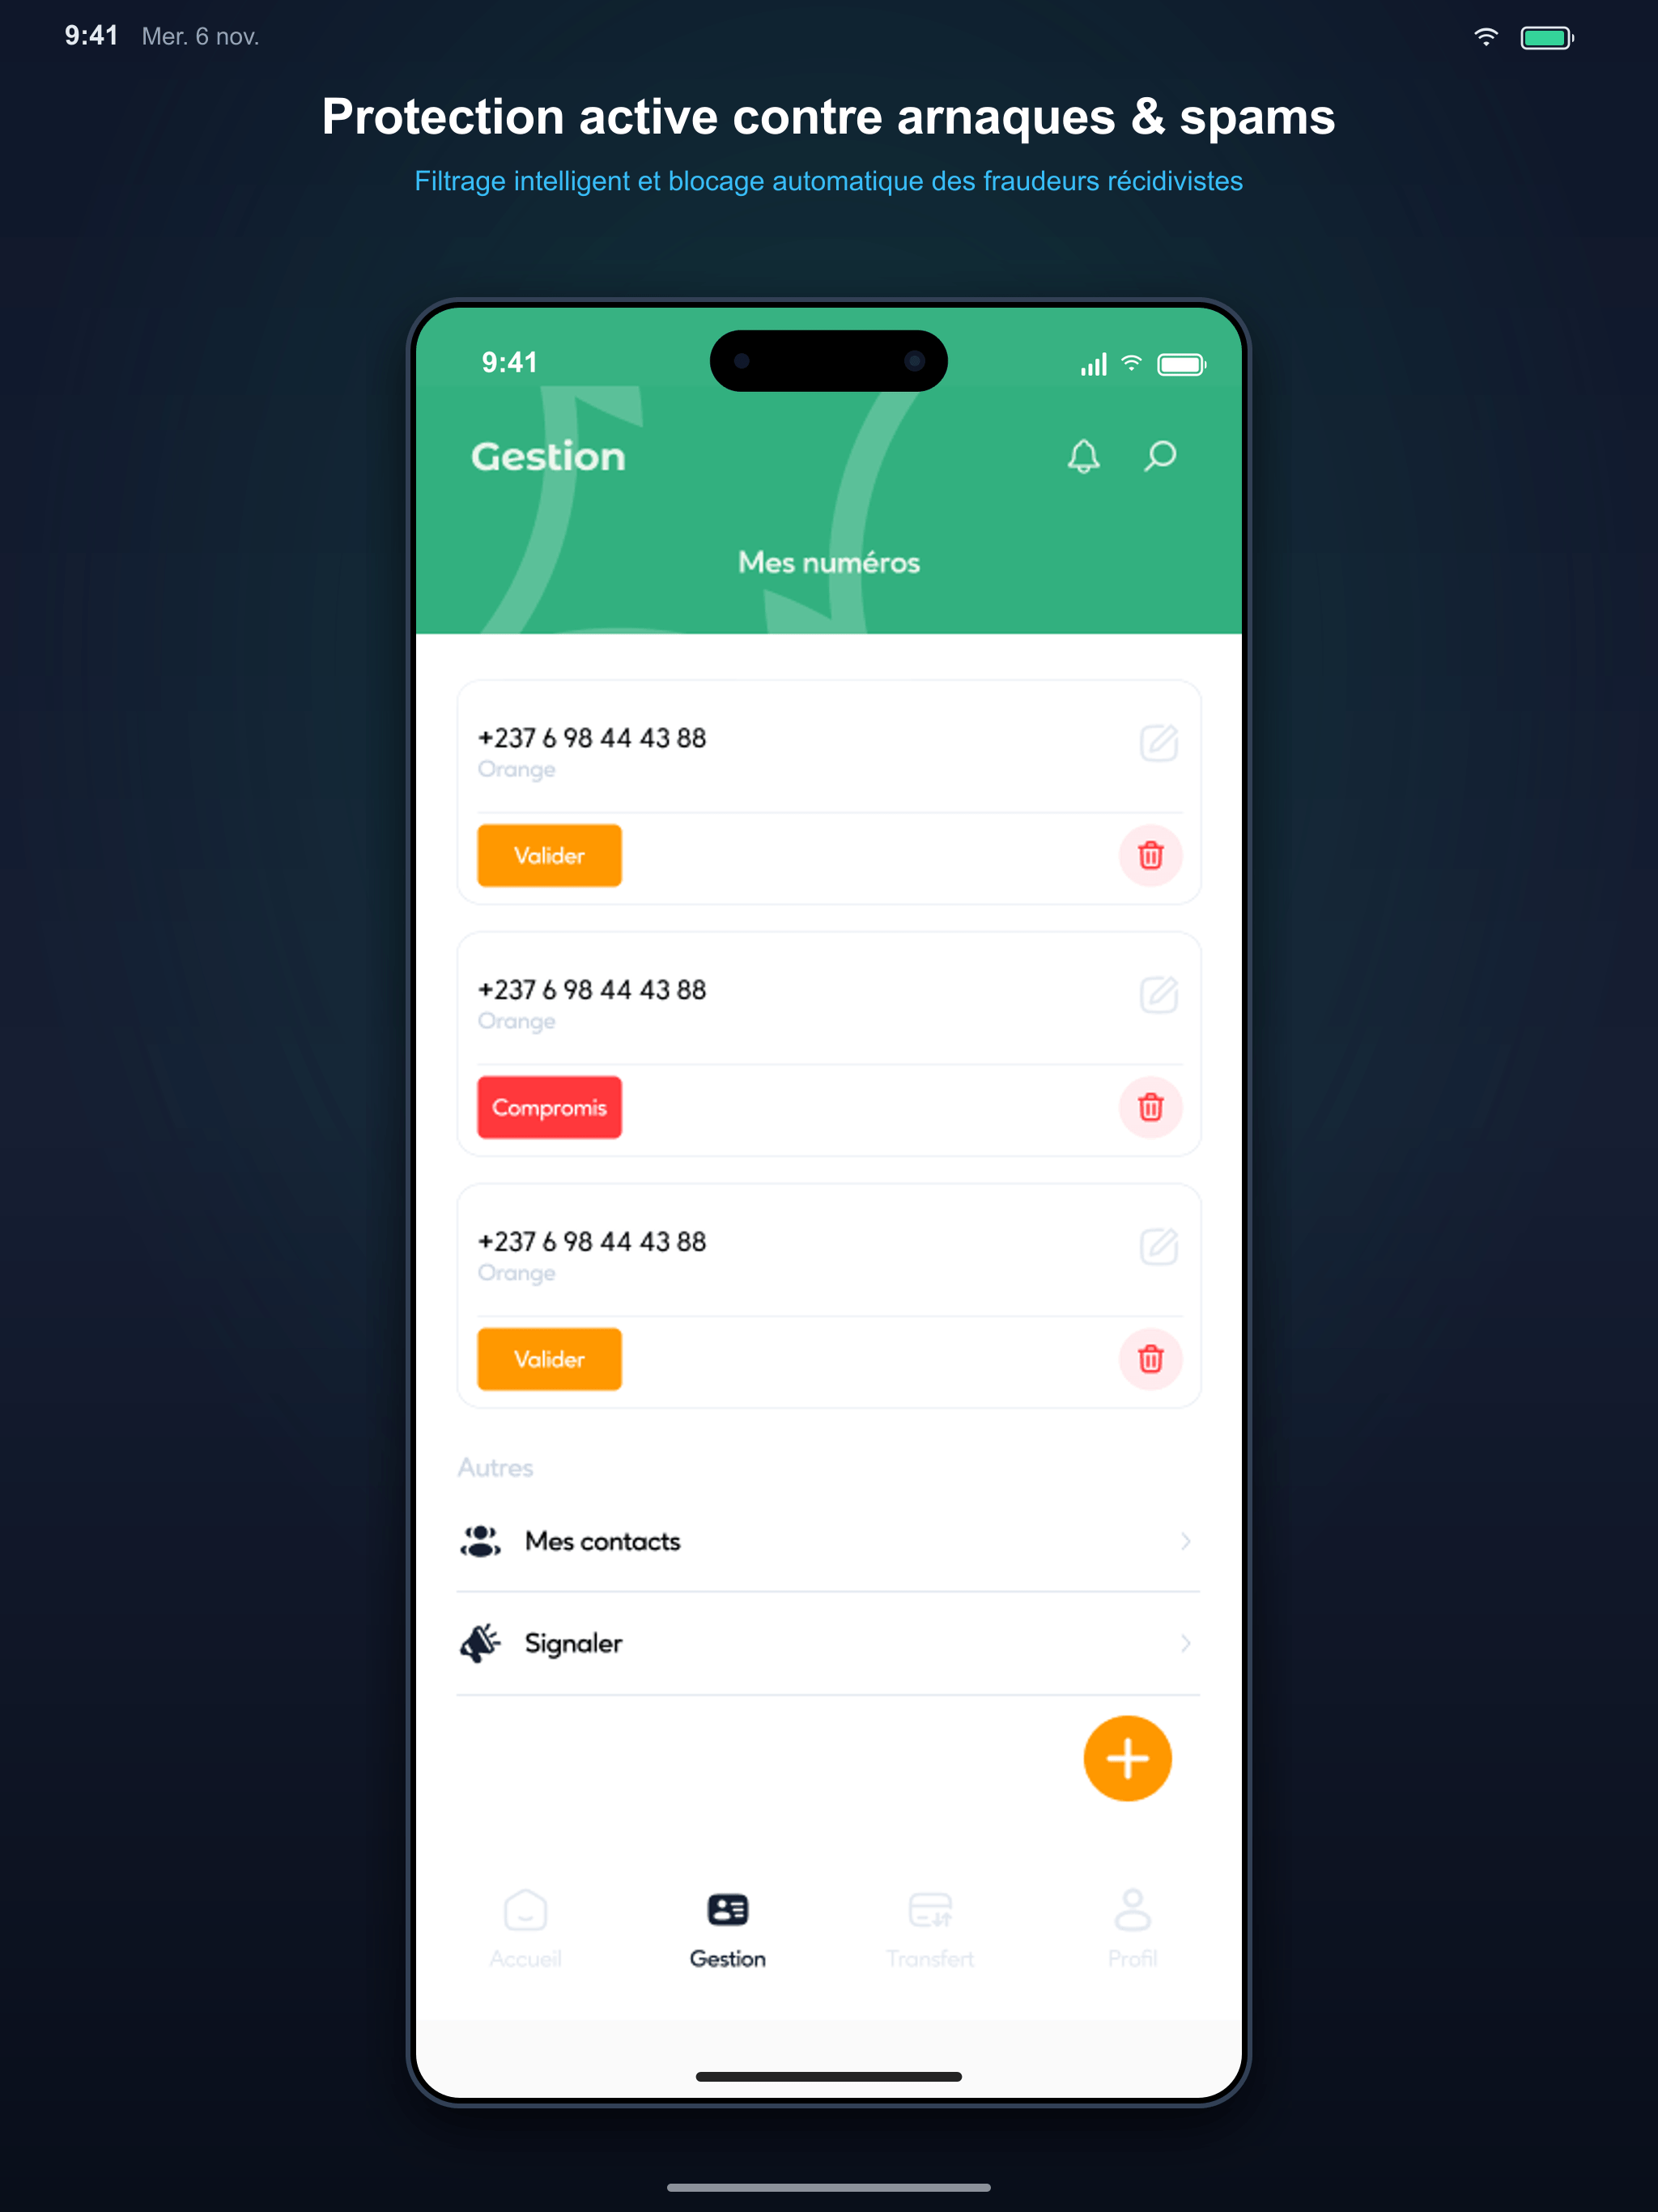 9:41 Mer. 6 nov.
Protection active contre arnaques & spams
Filtrage intelligent et blocage automatique des fraudeurs récidivistes
9:41
Gestion
Mes numéros
+237 6 98 44 43 88
Orange
Valider
+237 6 98 44 43 88
Orange
Compromis
+237 6 98 44 43 88
Orange
Valider
Autres
Mes contacts
Signaler
Accueil Gestion Transfert Profil